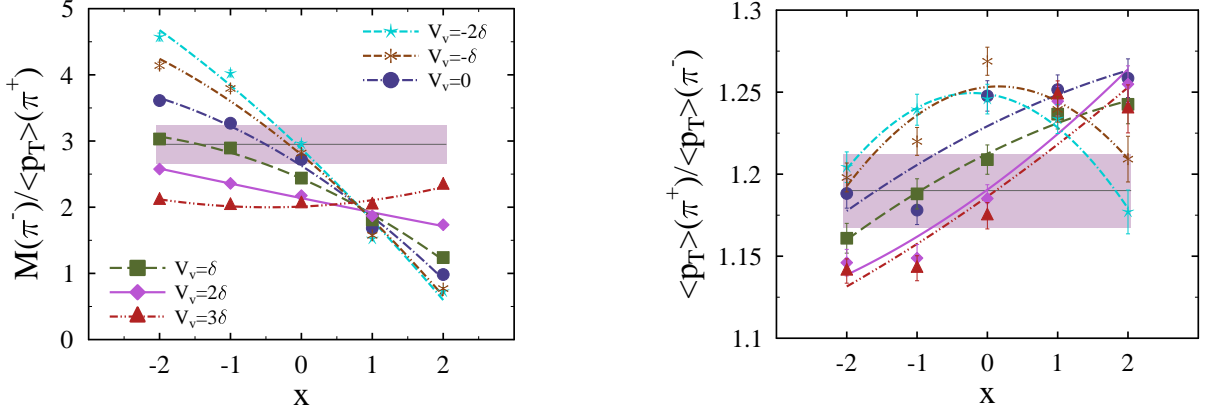 M(π⁻)/<p_T>(π⁺)
5
4
3
2
1
0
V_v=-2δ
V_v=-δ
V_v=0
V_v=δ
V_v=2δ
V_v=3δ
-2 -1 0 1 2
x
<p_T>(π⁺)/<p_T>(π⁻)
1.3
1.25
1.2
1.15
1.1
-2 -1 0 1 2
x